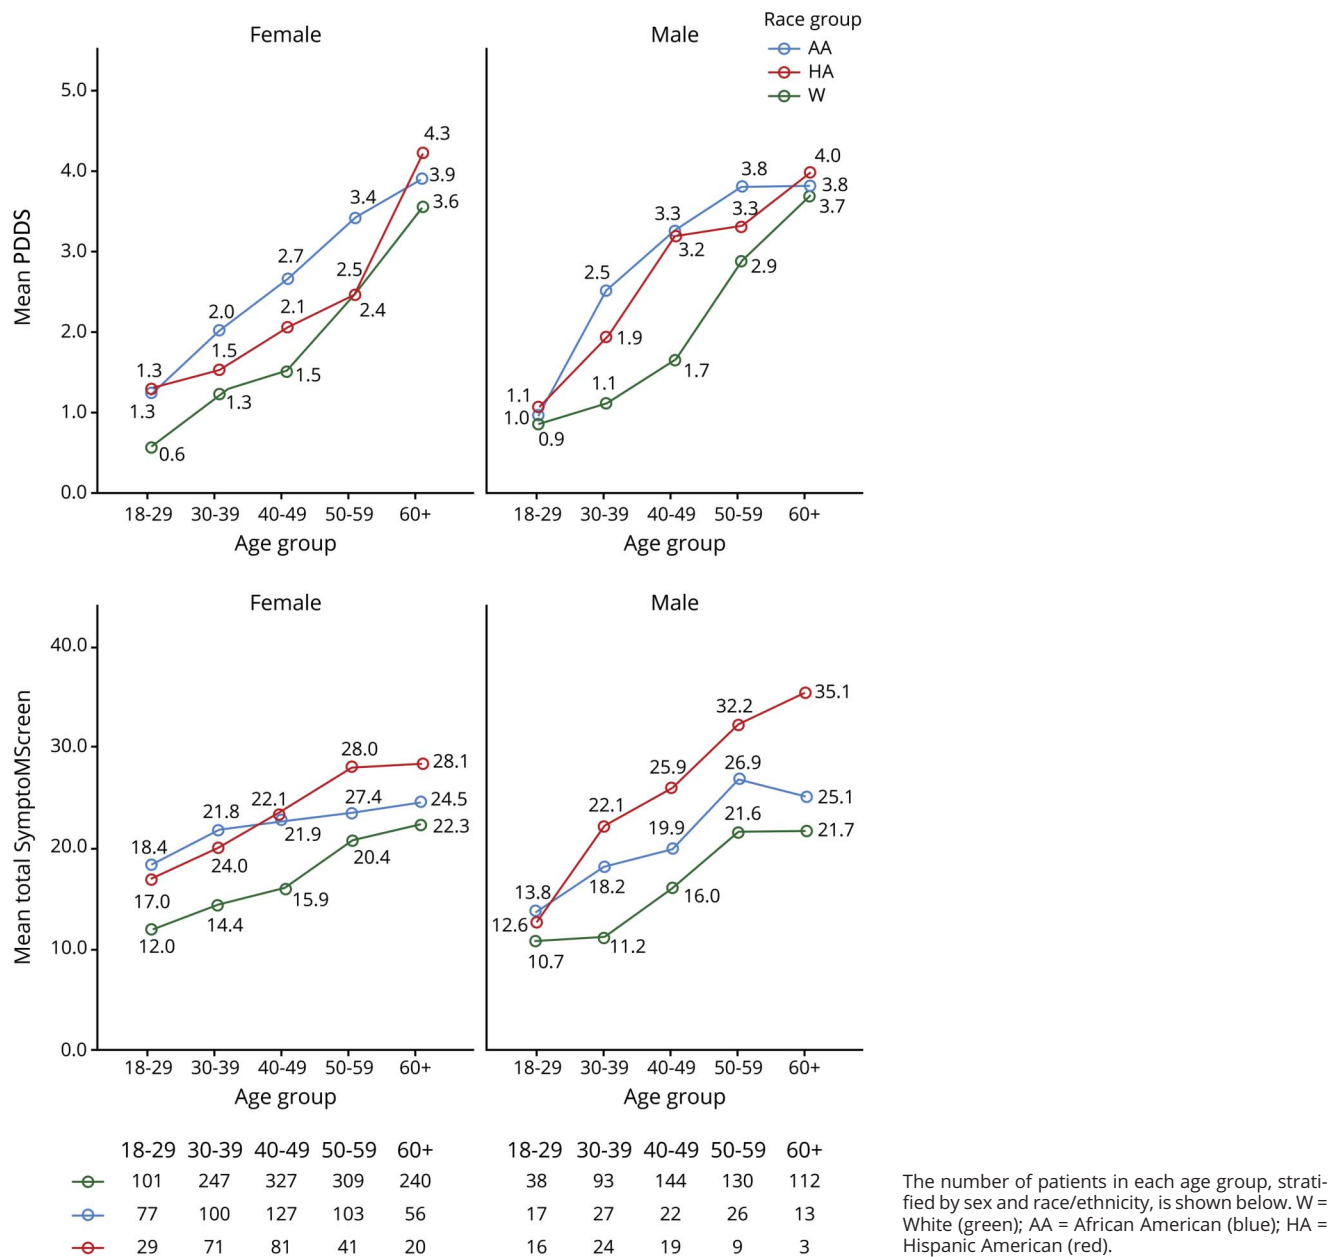 Race group
Female Male
AA
HA
W
Mean PDDS
5.0
4.0
3.0
2.0
1.0
0.0
1.3 2.0 2.7 3.4 3.9
1.3 1.5 2.1 2.5 4.3
0.6 1.3 1.5 2.4 3.6
1.0 2.5 3.3 3.8 3.8
1.1 1.9 3.2 3.3 4.0
0.9 1.1 1.7 2.9 3.7
18-29 30-39 40-49 50-59 60+ 18-29 30-39 40-49 50-59 60+
Age group Age group
Female Male
Mean total SymptoMScreen
40.0
30.0
20.0
10.0
0.0
18.4 21.8 21.9 27.4 24.5
17.0 24.0 22.1 28.0 28.1
12.0 14.4 15.9 20.4 22.3
13.8 18.2 19.9 26.9 25.1
12.6 22.1 25.9 32.2 35.1
10.7 11.2 16.0 21.6 21.7
18-29 30-39 40-49 50-59 60+ 18-29 30-39 40-49 50-59 60+
Age group Age group
18-29 30-39 40-49 50-59 60+ 18-29 30-39 40-49 50-59 60+
101 247 327 309 240 38 93 144 130 112
77 100 127 103 56 17 27 22 26 13
29 71 81 41 20 16 24 19 9 3
The number of patients in each age group, strati-
fied by sex and race/ethnicity, is shown below. W =
White (green); AA = African American (blue); HA =
Hispanic American (red).